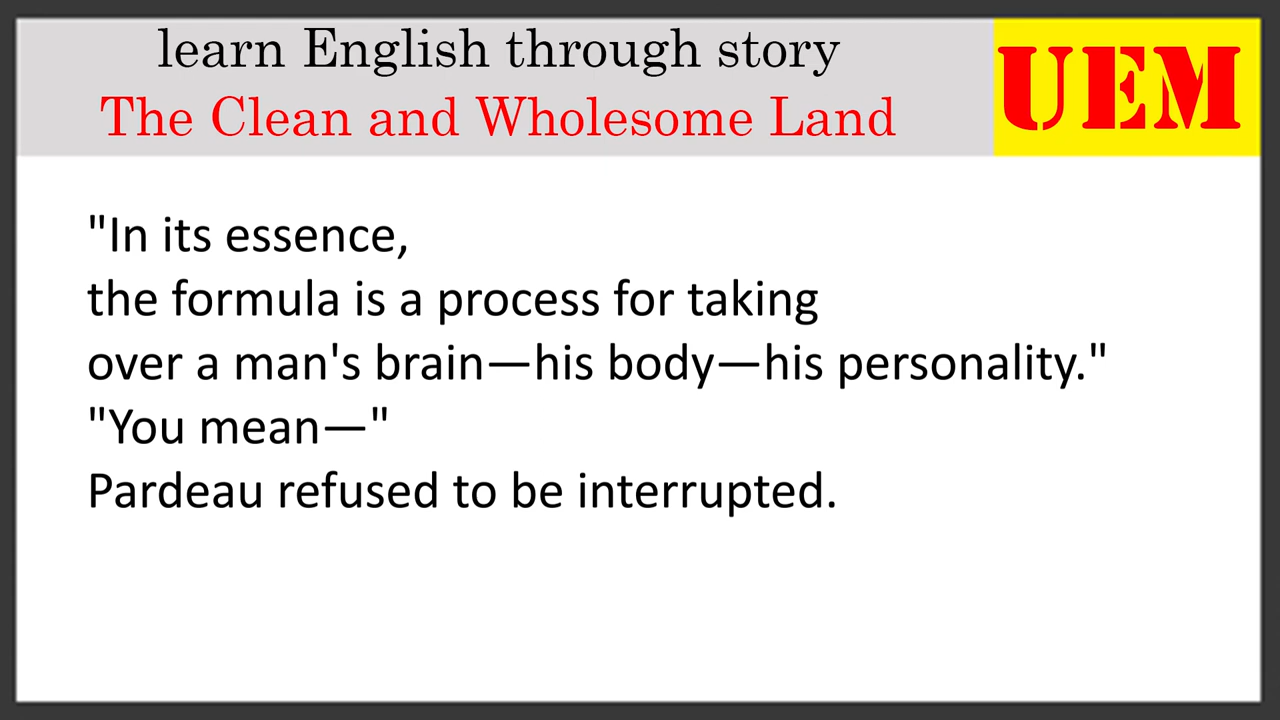 learn English through story
The Clean and Wholesome Land
UEM
"In its essence,
the formula is a process for taking
over a man's brain—his body—his personality."
"You mean—"
Pardeau refused to be interrupted.